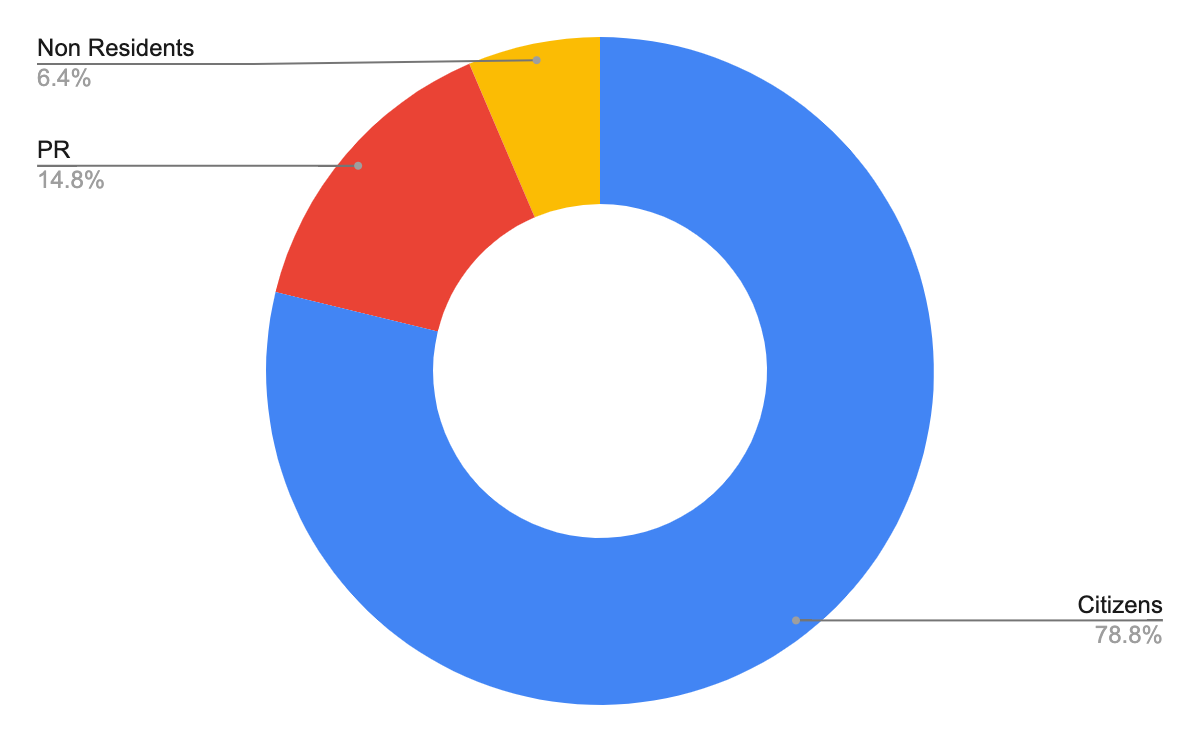 Non Residents
6.4%
PR
14.8%
Citizens
78.8%